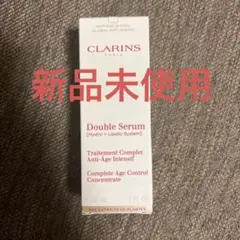 CLARINS
PARIS
新品未使用
Double Serum
[Hydric + Lipidic System]
Traitement Complet
Anti-Âge Intensif
Complete Age Control
Concentrate